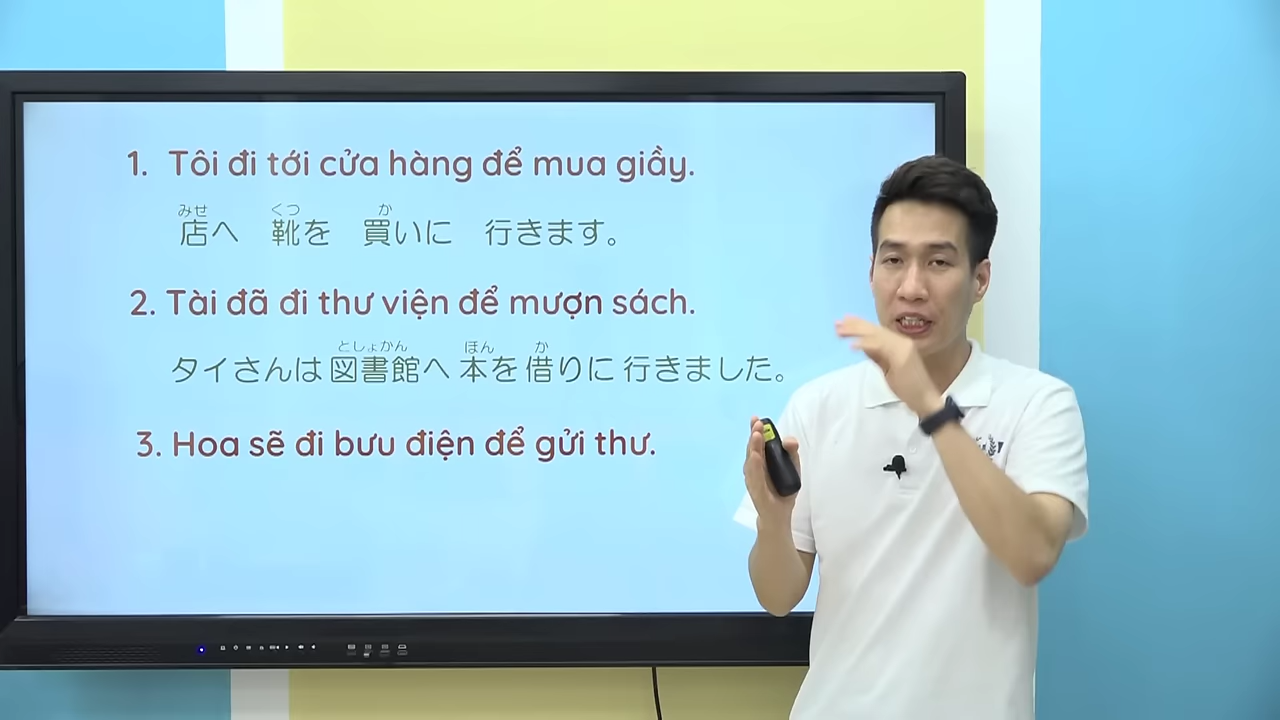 1. Tôi đi tới cửa hàng để mua giầy.
みせ くつ か
店へ 靴を 買いに 行きます。
2. Tài đã đi thư viện để mượn sách.
としょかん ほん か
タイさんは 図書館へ 本を 借りに 行きました。
3. Hoa sẽ đi bưu điện để gửi thư.